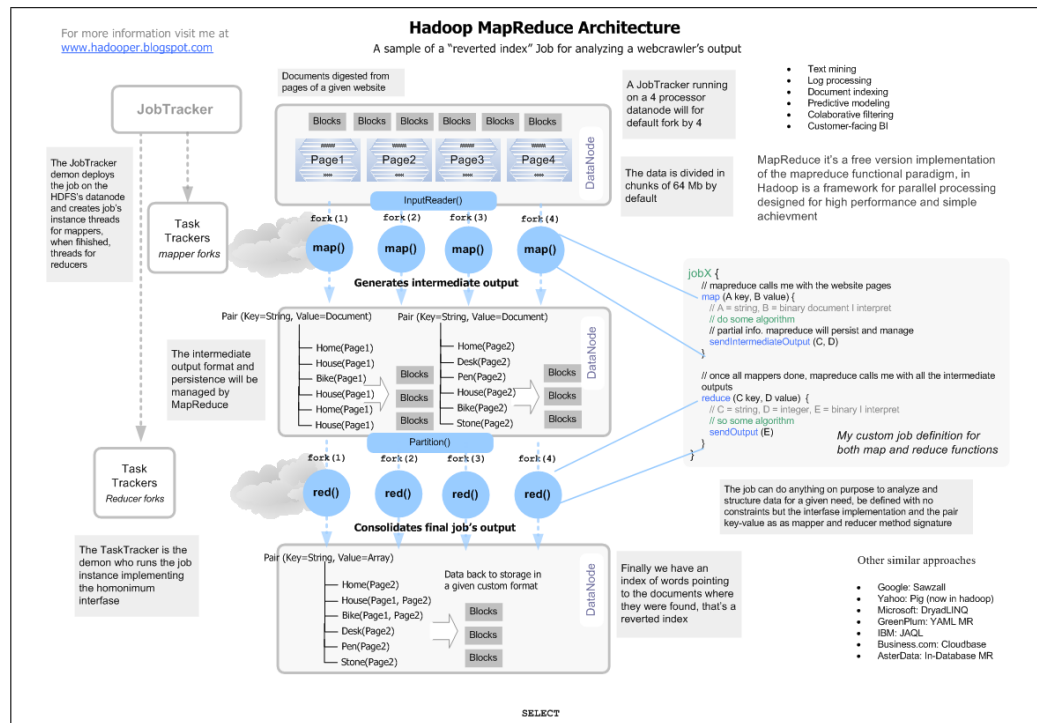 Hadoop MapReduce Architecture
A sample of a “reverted index” Job for analyzing a webcrawler’s output
For more information visit me at
www.hadooper.blogspot.com
JobTracker
The JobTracker
demon deploys
the job on the
HDFS's datanode
and creates job's
instance threads
for mappers,
when fihished,
threads for
reducers
Task
Trackers
mapper forks
Documents digested from
pages of a given website
Blocks Blocks Blocks Blocks Blocks Blocks
Page1 Page2 Page3 Page4
DataNode
InputReader()
A JobTracker running
on a 4 processor
datanode will for
default fork by 4
The data is divided in
chunks of 64 Mb by
default
• Text mining
• Log processing
• Document indexing
• Predictive modeling
• Colaborative filtering
• Customer-facing BI
MapReduce it's a free version implementation
of the mapreduce functional paradigm, in
Hadoop is a framework for parallel processing
designed for high performance and simple
achievment
fork(1) fork(2) fork(3) fork(4)
map() map() map() map()
Generates intermediate output
Pair (Key=String, Value=Document) Pair (Key=String, Value=Document)
Home(Page1)
House(Page1)
Bike(Page1)
House(Page1)
Home(Page1)
House(Page1)
Blocks
Blocks
Blocks
Home(Page2)
Desk(Page2)
Pen(Page2)
House(Page2)
Bike(Page2)
Stone(Page2)
Blocks
Blocks
Blocks
DataNode
Partition()
The intermediate
output format and
persistence will be
managed by
MapReduce
jobX {
// mapreduce calls me with the website pages
map (A key, B value) {
// A = string, B = binary document I interpret
// do some algorithm
// partial info. mapreduce will persist and manage
sendIntermediateOutput (C, D)
}
// once all mappers done, mapreduce calls me with all the intermediate
outputs
reduce (C key, D value) {
// C = string, D = integer, E = binary I interpret
// so some algorithm
sendOutput (E)
}
}
My custom job definition for
both map and reduce functions
Task
Trackers
Reducer forks
fork(1) fork(2) fork(3) fork(4)
red() red() red() red()
Consolidates final job's output
The job can do anything on purpose to analyze and
structure data for a given need, be defined with no
constraints but the interfase implementation and the pair
key-value as as mapper and reducer method signature
The TaskTracker is the
demon who runs the job
instance implementing
the homonimum
interfase
Pair (Key=String, Value=Array)
Home(Page2)
House(Page1, Page2)
Bike(Page1, Page2)
Desk(Page2)
Pen(Page2)
Stone(Page2)
Data back to storage in
a given custom format
Blocks
Blocks
Blocks
DataNode
Finally we have an
index of words pointing
to the documents where
they were found, that's a
reverted index
Other similar approaches
• Google: Sawzall
• Yahoo: Pig (now in hadoop)
• Microsoft: DryadLINQ
• GreenPlum: YAML MR
• IBM: JAQL
• Business.com: Cloudbase
• AsterData: In-Database MR
SELECT